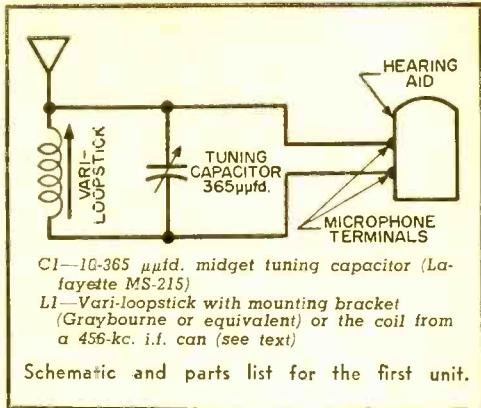 VARI-
LOOPSTICK
TUNING
CAPACITOR
365μμfd.
HEARING
AID
MICROPHONE
TERMINALS
C1—10-365 μμfd. midget tuning capacitor (La-
fayette MS-215)
L1—Vari-loopstick with mounting bracket
(Graybourne or equivalent) or the coil from
a 456-kc. i.f. can (see text)
Schematic and parts list for the first unit.